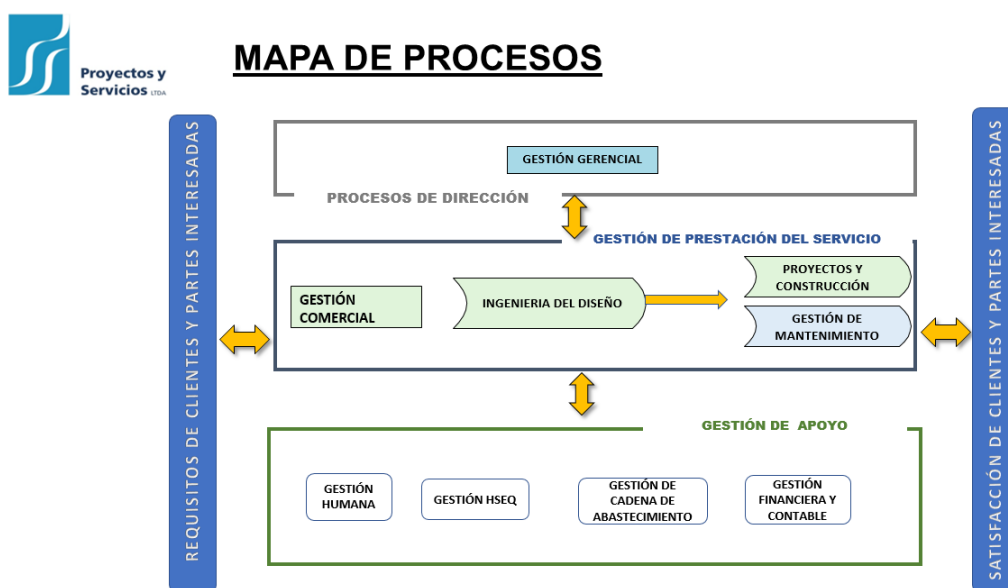 Proyectos y
Servicios LTDA
MAPA DE PROCESOS
REQUISITOS DE CLIENTES Y PARTES INTERESADAS
GESTIÓN GERENCIAL
PROCESOS DE DIRECCIÓN
GESTIÓN DE PRESTACIÓN DEL SERVICIO
GESTIÓN
COMERCIAL
INGENIERIA DEL DISEÑO
PROYECTOS Y
CONSTRUCCIÓN
GESTIÓN DE
MANTENIMIENTO
GESTIÓN DE APOYO
GESTIÓN
HUMANA
GESTIÓN HSEQ
GESTIÓN DE
CADENA DE
ABASTECIMIENTO
GESTIÓN
FINANCIERA Y
CONTABLE
SATISFACCIÓN DE CLIENTES Y PARTES INTERESADAS